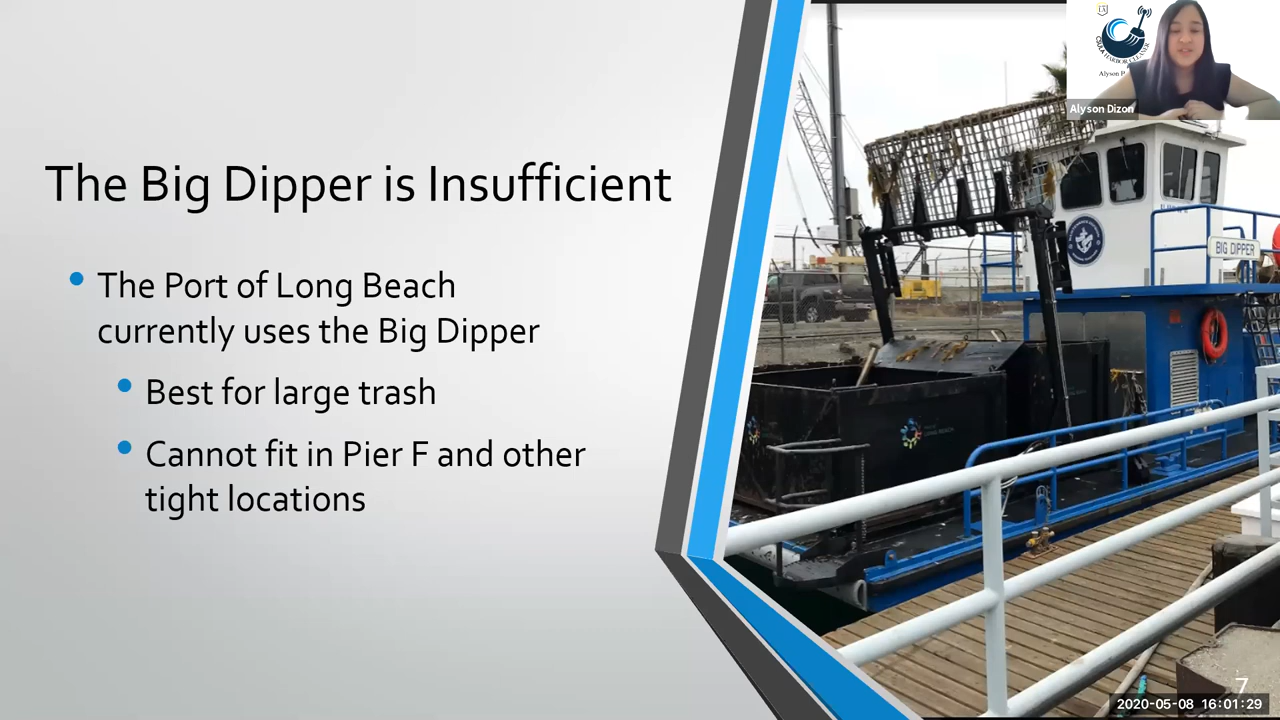 The Big Dipper is Insufficient
The Port of Long Beach
currently uses the Big Dipper
Best for large trash
Cannot fit in Pier F and other
tight locations
Alyson P
Alyson Dizon
BIG DIPPER
LONG BEACH
7
2020-05-08 16:01:29